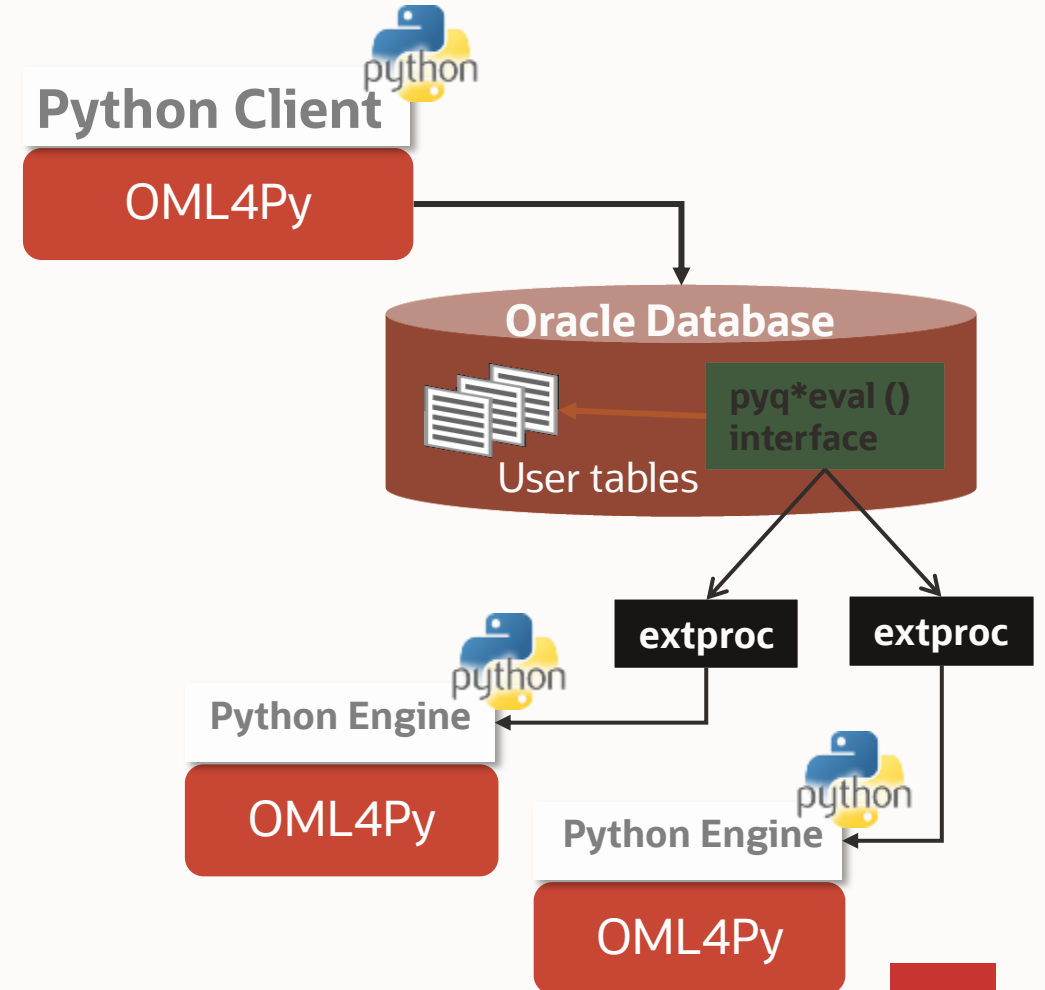 python
Python Client
OML4Py
Oracle Database
pyq*eval ()
interface
User tables
extproc
extproc
python
Python Engine
OML4Py
python
Python Engine
OML4Py